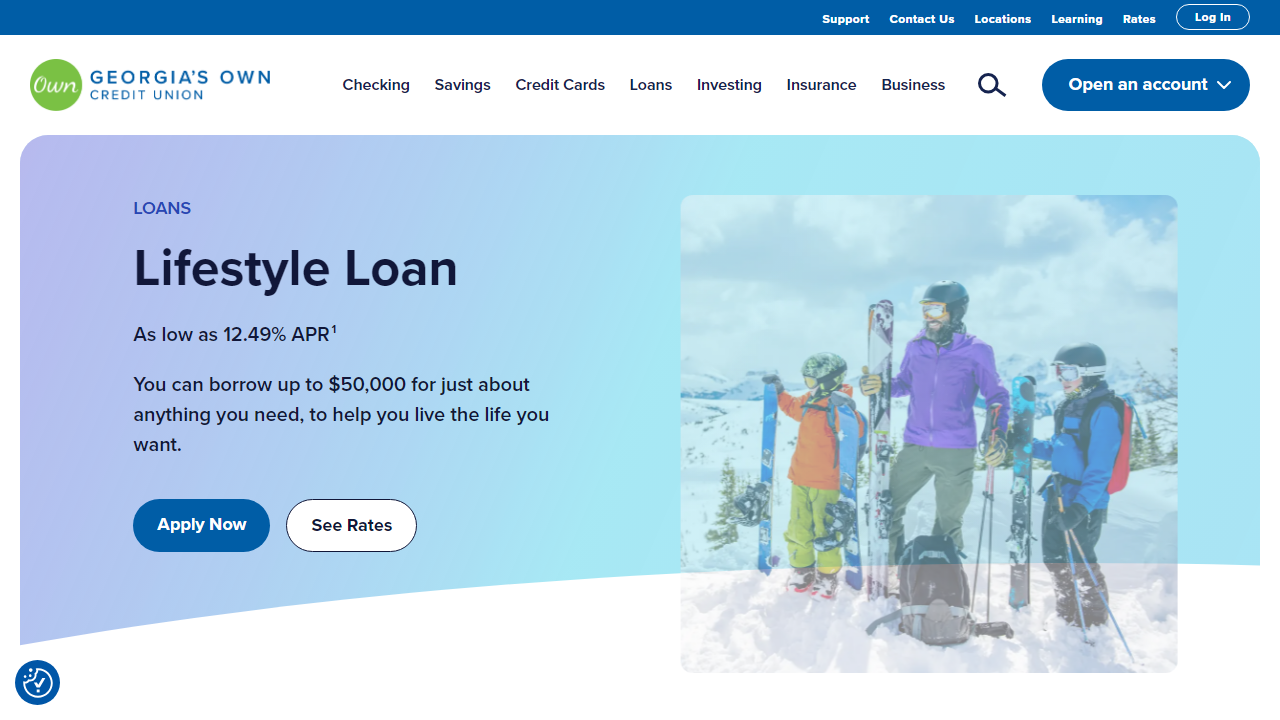 Support Contact Us Locations Learning Rates Log In
Own GEORGIA'S OWN
CREDIT UNION
Checking Savings Credit Cards Loans Investing Insurance Business Open an account
LOANS
Lifestyle Loan
As low as 12.49% APR¹
You can borrow up to $50,000 for just about
anything you need, to help you live the life you
want.
Apply Now See Rates